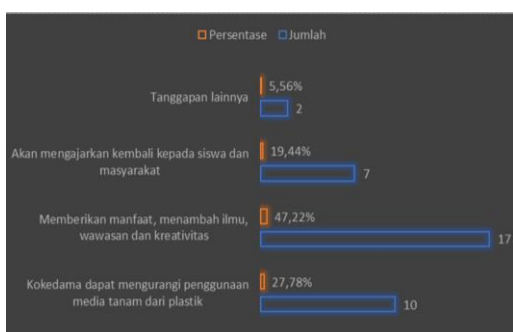 Persentase Jumlah
Tanggapan lainnya
5,56%
2
Akan mengajarkan kembali kepada siswa dan
masyarakat
19,44%
7
Memberikan manfaat, menambah ilmu,
wawasan dan kreativitas
47,22%
17
Kokedama dapat mengurangi penggunaan
media tanam dari plastik
27,78%
10